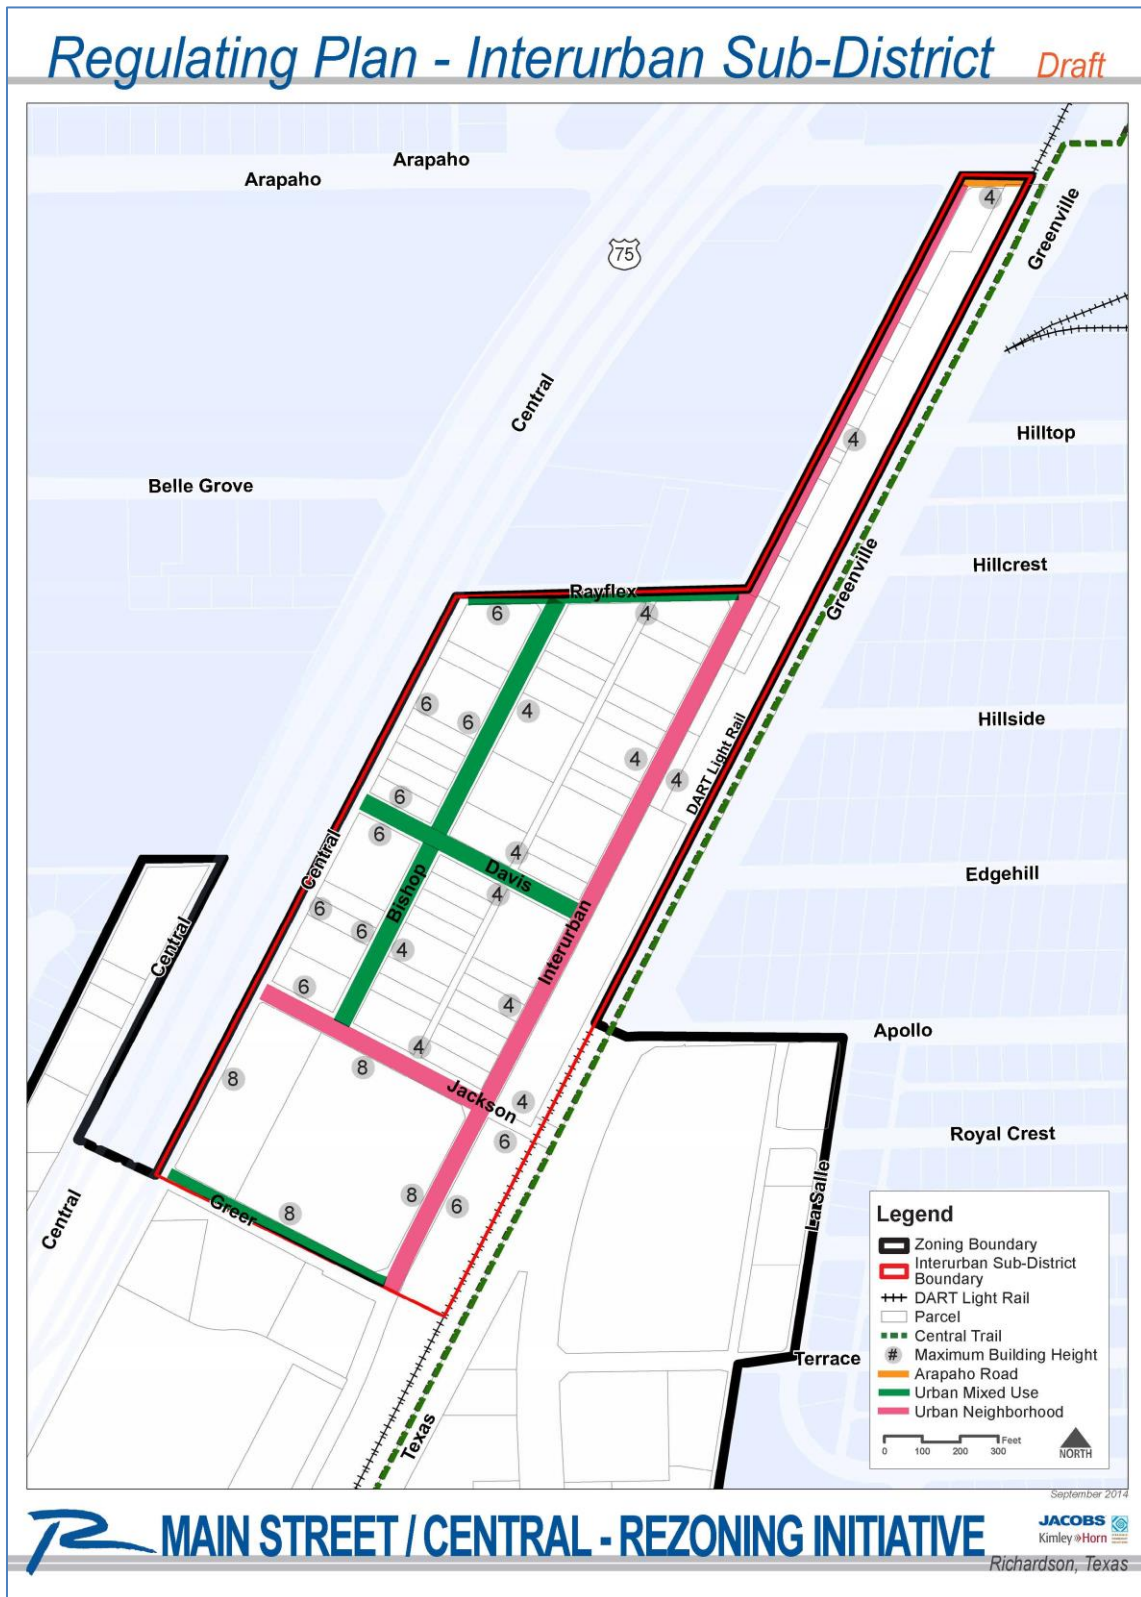 Regulating Plan - Interurban Sub-District Draft
Arapaho
Arapaho
4
Greenville
75
Central
Hilltop
4
Belle Grove
Hillcrest
Greenville
Rayflex
6
4
6
6
4
Hillside
4
4
DART Light Rail
6
6
Central
4
Davis
Bishop
4
Edgehill
6
6
4
Central
Interurban
6
4
Apollo
4
8
8
Jackson
4
6
Royal Crest
LaSalle
8
6
Greer
8
Central
Legend
Zoning Boundary
Interurban Sub-District
Boundary
DART Light Rail
Parcel
Central Trail
# Maximum Building Height
Arapaho Road
Urban Mixed Use
Urban Neighborhood
Feet
0 100 200 300
NORTH
Terrace
Texas
September 2014
R MAIN STREET / CENTRAL - REZONING INITIATIVE
JACOBS
Kimley»Horn
Richardson, Texas